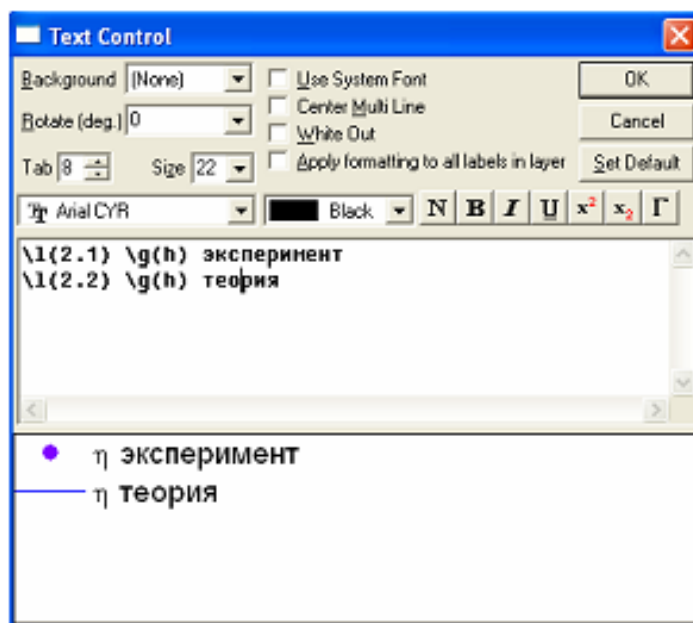 Text Control
Background (None) Use System Font OK
Center Multi Line
Rotate (deg.) 0 White Out Cancel
Tab 8 Size 22 Apply formatting to all labels in layer Set Default
Arial CYR Black N B I U x² x₂ Γ
\l(2.1) \g(h) эксперимент
\l(2.2) \g(h) теория
η эксперимент
η теория